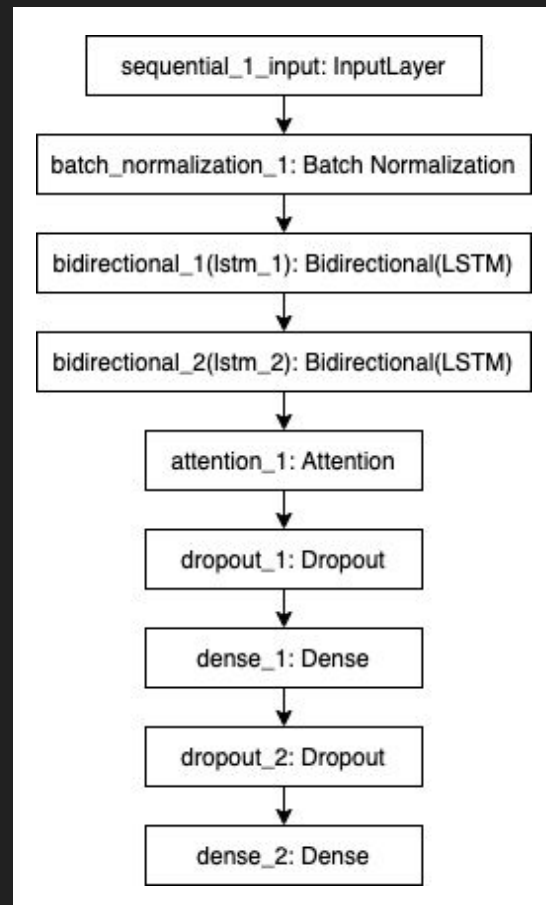 sequential_1_input: InputLayer
batch_normalization_1: Batch Normalization
bidirectional_1(lstm_1): Bidirectional(LSTM)
bidirectional_2(lstm_2): Bidirectional(LSTM)
attention_1: Attention
dropout_1: Dropout
dense_1: Dense
dropout_2: Dropout
dense_2: Dense